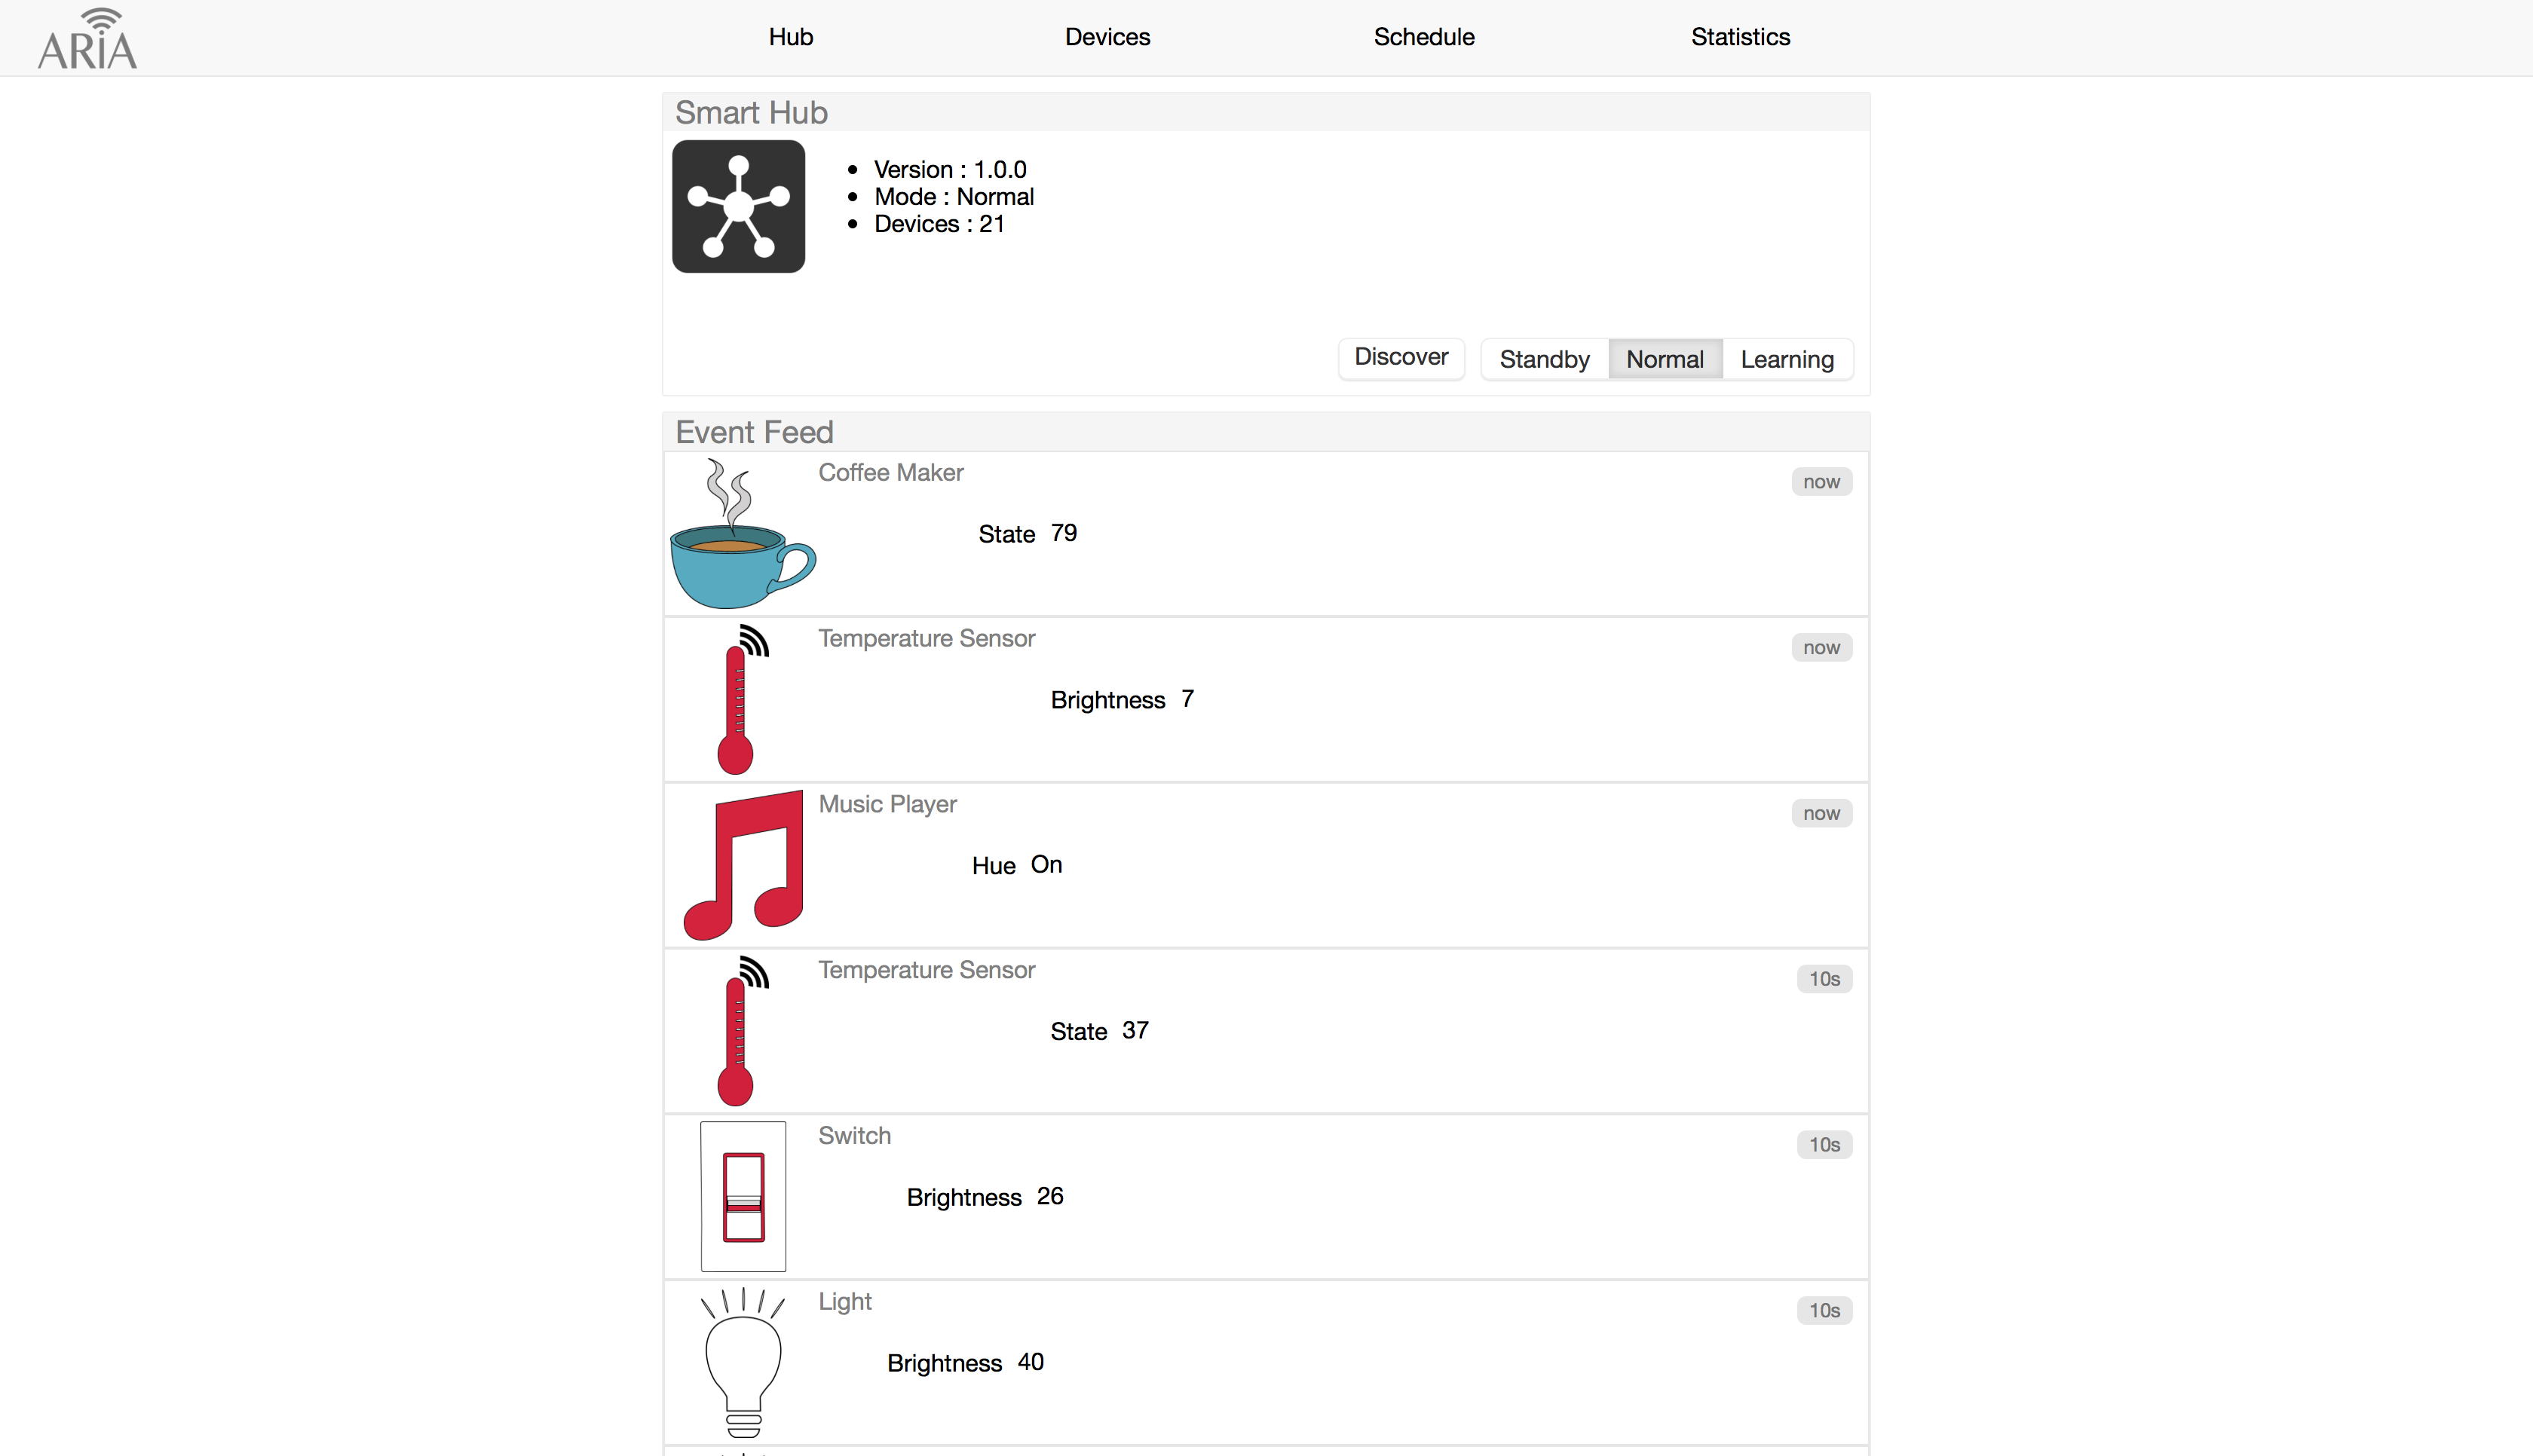 ARiA
Hub Devices Schedule Statistics
Smart Hub
• Version : 1.0.0
• Mode : Normal
• Devices : 21
Discover Standby Normal Learning
Event Feed
Coffee Maker now
State 79
Temperature Sensor now
Brightness 7
Music Player now
Hue On
Temperature Sensor 10s
State 37
Switch 10s
Brightness 26
Light 10s
Brightness 40